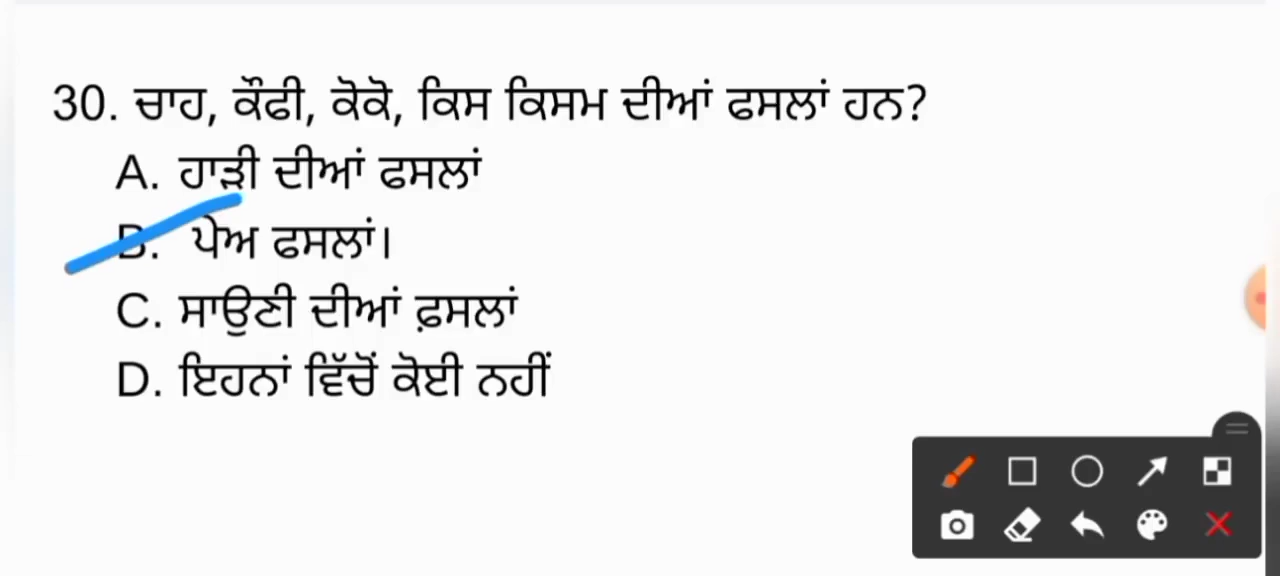 30. ਚਾਹ, ਕੌਫੀ, ਕੋਕੋ, ਕਿਸ ਕਿਸਮ ਦੀਆਂ ਫਸਲਾਂ ਹਨ?
A. ਹਾੜੀ ਦੀਆਂ ਫਸਲਾਂ
B. ਪੇਅ ਫਸਲਾਂ।
C. ਸਾਉਣੀ ਦੀਆਂ ਫ਼ਸਲਾਂ
D. ਇਹਨਾਂ ਵਿੱਚੋਂ ਕੋਈ ਨਹੀਂ